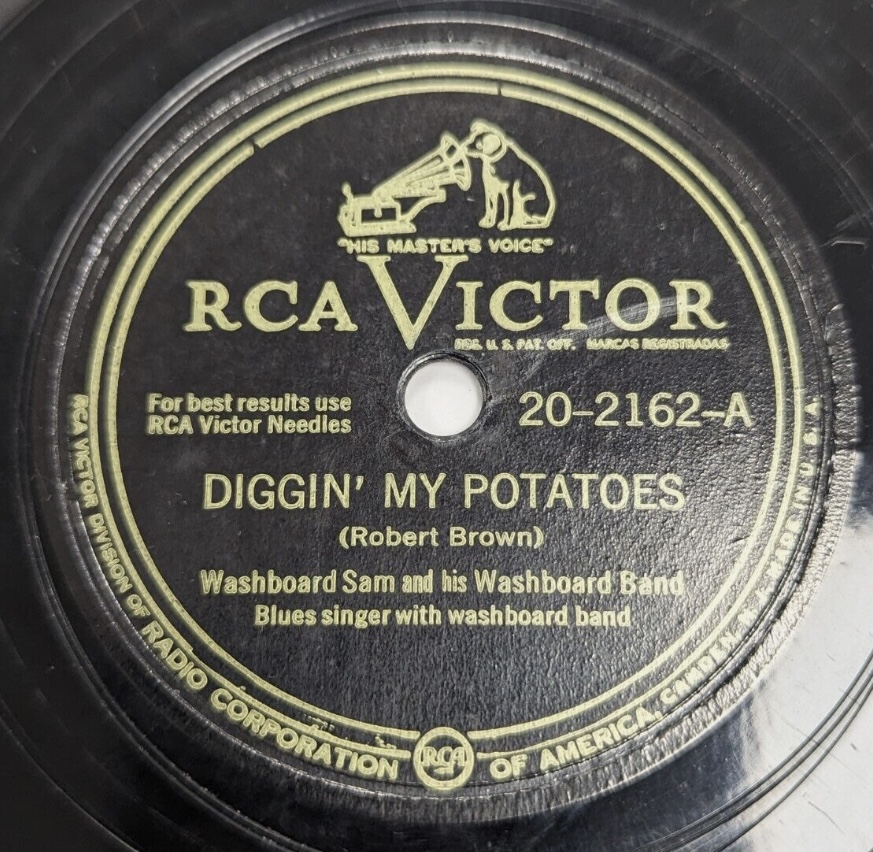 "HIS MASTER'S VOICE"
RCA VICTOR
REG. U. S. PAT. OFF. MARCAS REGISTRADAS
For best results use
RCA Victor Needles
20-2162-A
DIGGIN' MY POTATOES
(Robert Brown)
Washboard Sam and his Washboard Band
Blues singer with washboard band
RCA VICTOR DIVISION OF RADIO CORPORATION OF AMERICA, CAMDEN, N. J. MADE IN U. S. A.
RCA